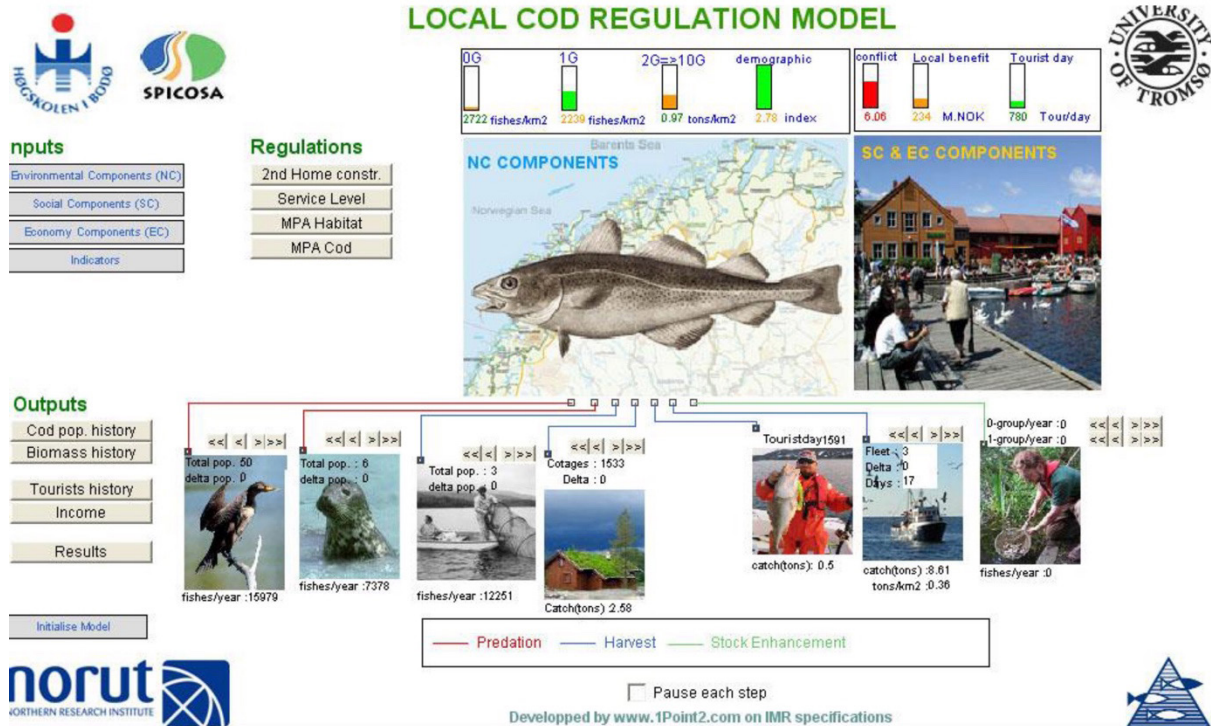 LOCAL COD REGULATION MODEL
HØGSKOLEN I BODØ
SPICOSA
UNIVERSITY OF TROMSØ
0G 1G 2G=>10G demographic
2722 fishes/km2 2239 fishes/km2 0.97 tons/km2 2.78 index
conflict Local benefit Tourist day
6.06 234 M.NOK 780 Tour/day
nputs
Environmental Components (NC)
Social Components (SC)
Economy Components (EC)
Indicators
Regulations
2nd Home constr.
Service Level
MPA Habitat
MPA Cod
Barents Sea
NC COMPONENTS
Norwegian Sea
SC & EC COMPONENTS
Outputs
Cod pop. history
Biomass history
Tourists history
Income
Results
Initialise Model
<<| <| >|>>|
Total pop. 50
delta pop. 0
fishes/year :15979
<<| <| >|>>|
Total pop. : 6
delta pop. : 0
fishes/year :7378
<<| <| >|>>|
Total pop. : 3
delta pop. : 0
fishes/year :12251
<<| <| >|>>|
Cotages : 1533
Delta : 0
Catch(tons) :2.58
Touristday1591
catch(tons): 0.5
<<| <| >|>>|
Fleet : 3
Delta : 0
Days : 17
catch(tons) :8.61
tons/km2 :0.36
0-group/year :0 <<| <| >|>>|
1-group/year :0 <<| <| >|>>|
fishes/year :0
Predation Harvest Stock Enhancement
Pause each step
Developped by www.1Point2.com on IMR specifications
norut
NORTHERN RESEARCH INSTITUTE